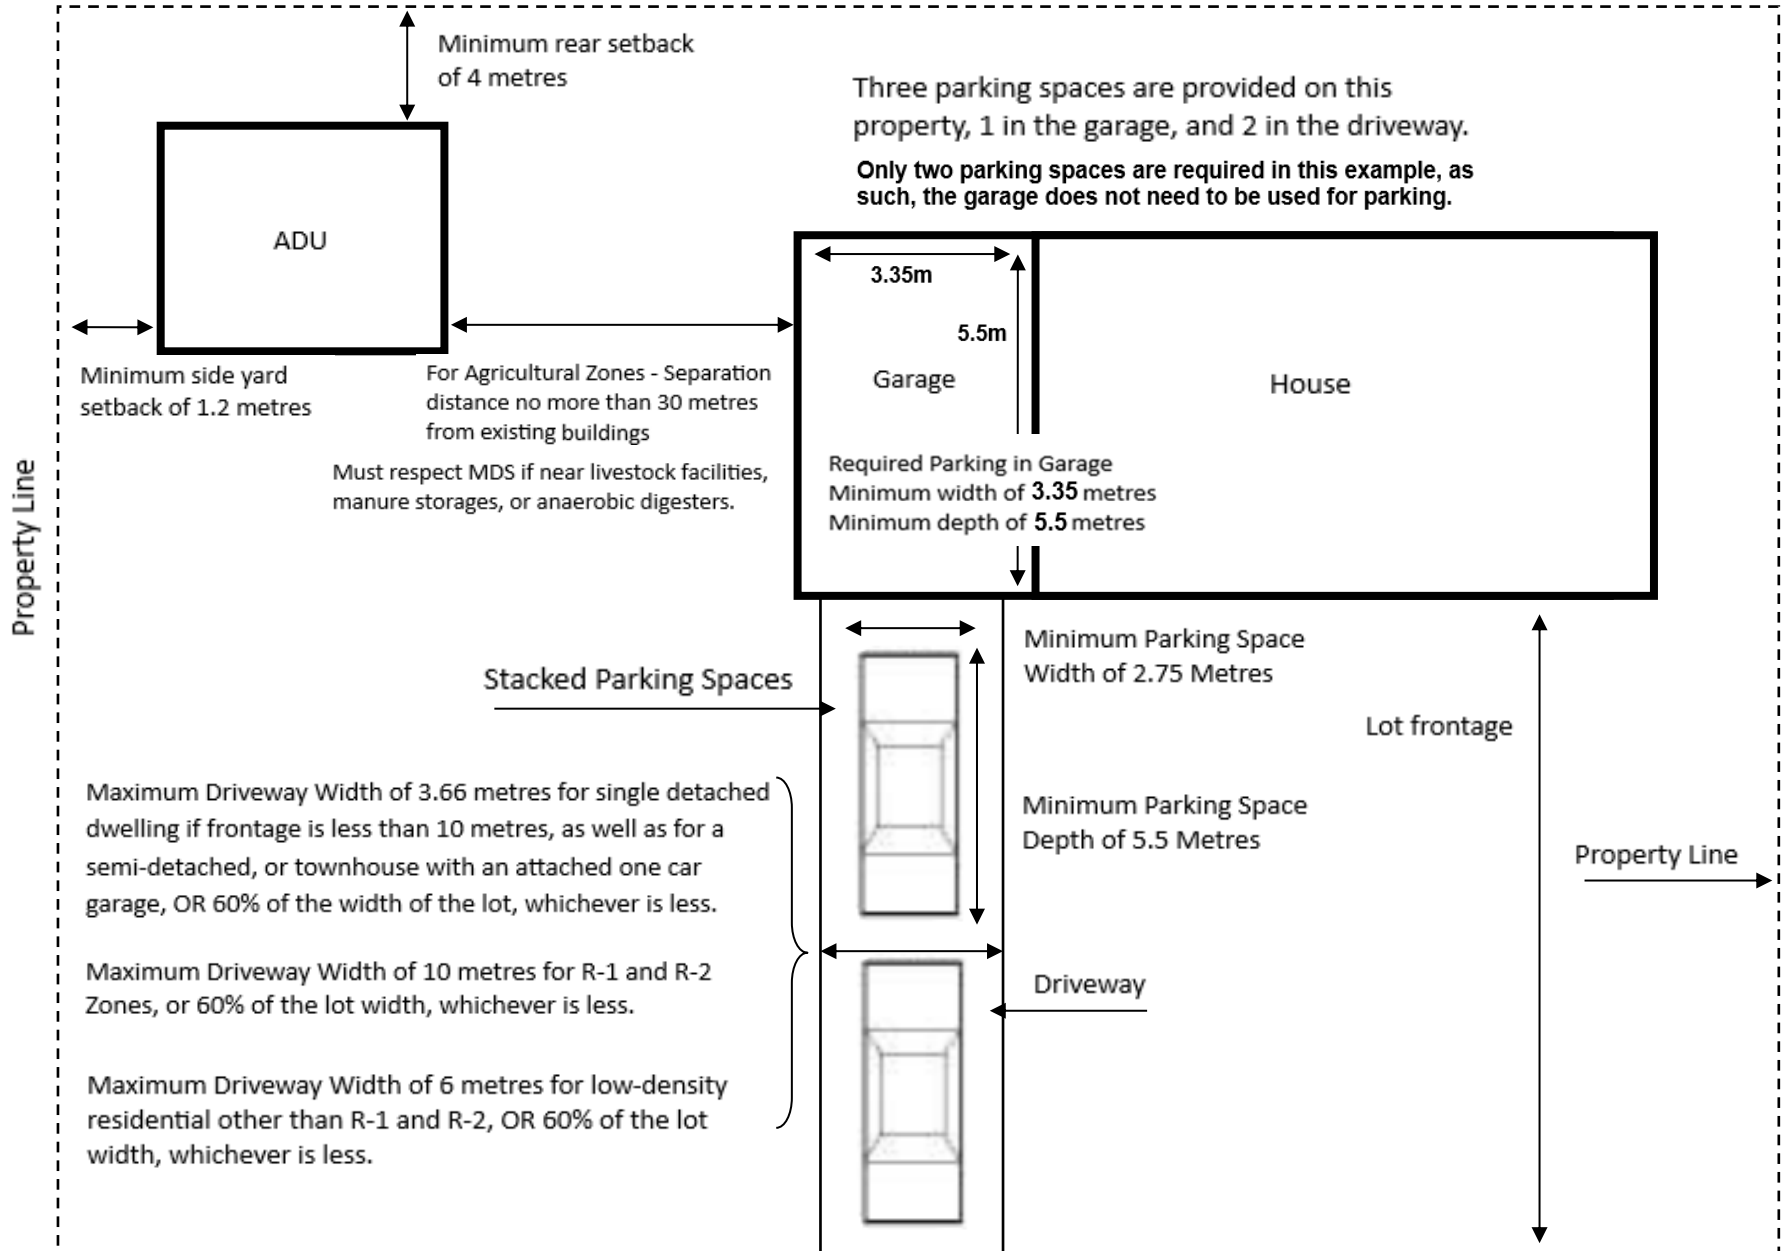 Minimum rear setback
of 4 metres
Three parking spaces are provided on this
property, 1 in the garage, and 2 in the driveway.
Only two parking spaces are required in this example, as
such, the garage does not need to be used for parking.
ADU
3.35m
5.5m
Garage
House
Minimum side yard
setback of 1.2 metres
For Agricultural Zones - Separation
distance no more than 30 metres
from existing buildings
Must respect MDS if near livestock facilities,
manure storages, or anaerobic digesters.
Required Parking in Garage
Minimum width of 3.35 metres
Minimum depth of 5.5 metres
Property Line
Stacked Parking Spaces
Minimum Parking Space
Width of 2.75 Metres
Lot frontage
Minimum Parking Space
Depth of 5.5 Metres
Property Line
Maximum Driveway Width of 3.66 metres for single detached
dwelling if frontage is less than 10 metres, as well as for a
semi-detached, or townhouse with an attached one car
garage, OR 60% of the width of the lot, whichever is less.
Maximum Driveway Width of 10 metres for R-1 and R-2
Zones, or 60% of the lot width, whichever is less.
Driveway
Maximum Driveway Width of 6 metres for low-density
residential other than R-1 and R-2, OR 60% of the lot
width, whichever is less.